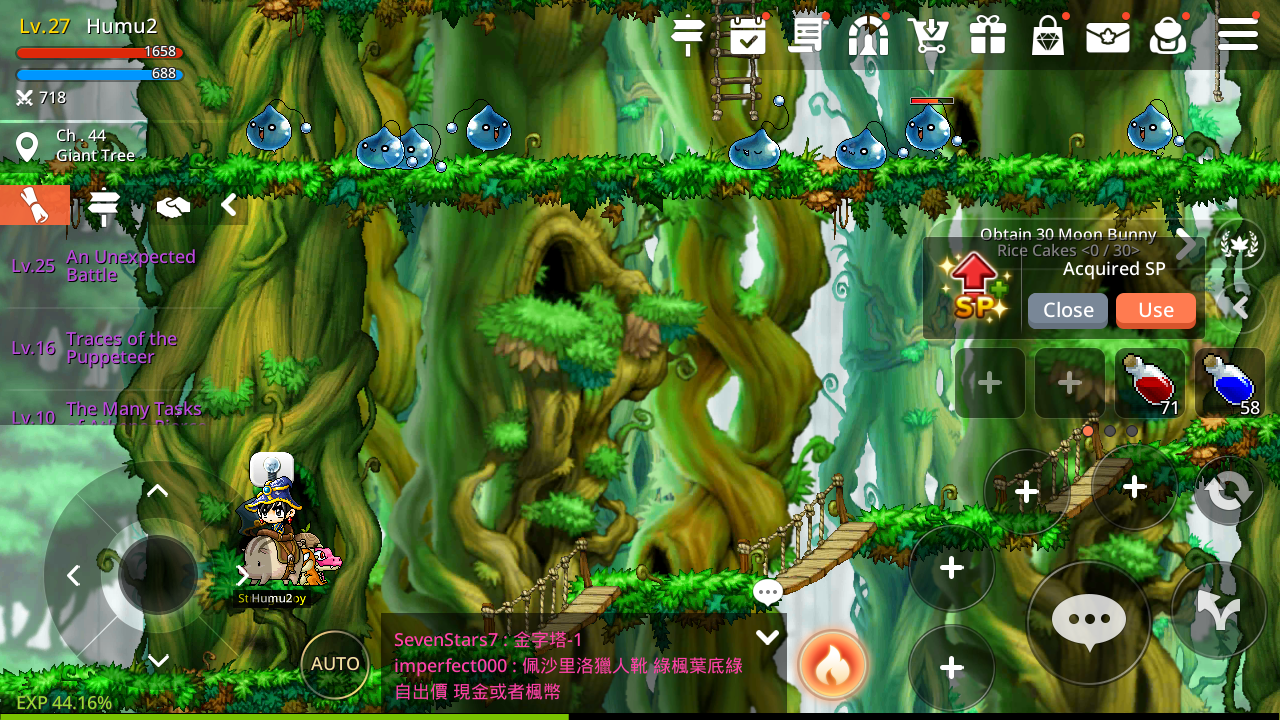 Lv.27 Humu2
1658
688
718
Ch . 44
Giant Tree
Lv.25 An Unexpected
Battle
Lv.16 Traces of the
Puppeteer
Lv.10 The Many Tasks
Obtain 30 Moon Bunny
Rice Cakes <0 / 30>
Acquired SP
SP
Close Use
71 58
Humu2
AUTO
SevenStars7 : 金字塔-1
imperfect000 : 佩沙里洛獵人靴 綠楓葉底綠
自出價 現金或者楓幣
EXP 44.16%